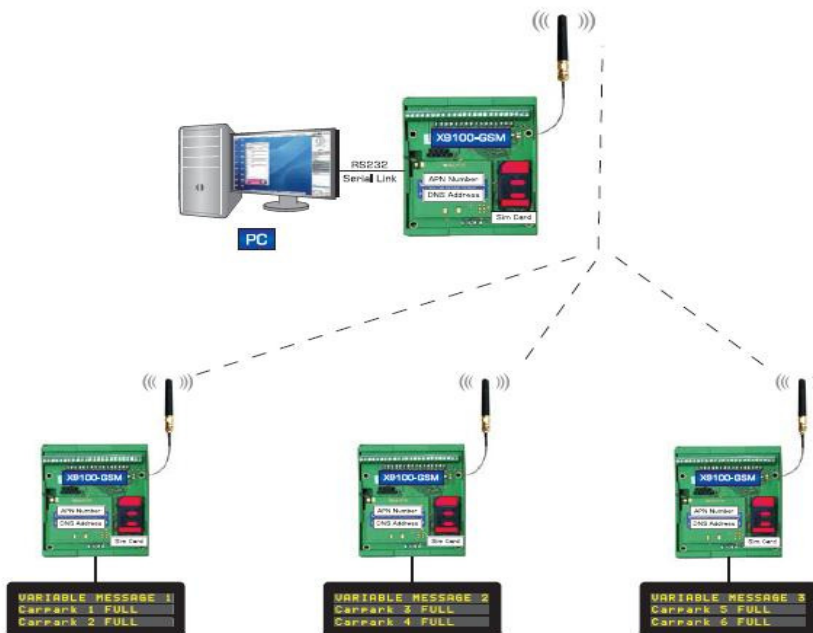 X9100-GSM
RS232
Serial Link
APN Number
DNS Address
Sim Card
PC
X9100-GSM
APN Number
DNS Address
Sim Card
X9100-GSM
APN Number
DNS Address
Sim Card
X9100-GSM
APN Number
DNS Address
Sim Card
VARIABLE MESSAGE 1
Carpark 1 FULL
Carpark 2 FULL
VARIABLE MESSAGE 2
Carpark 3 FULL
Carpark 4 FULL
VARIABLE MESSAGE 3
Carpark 5 FULL
Carpark 6 FULL